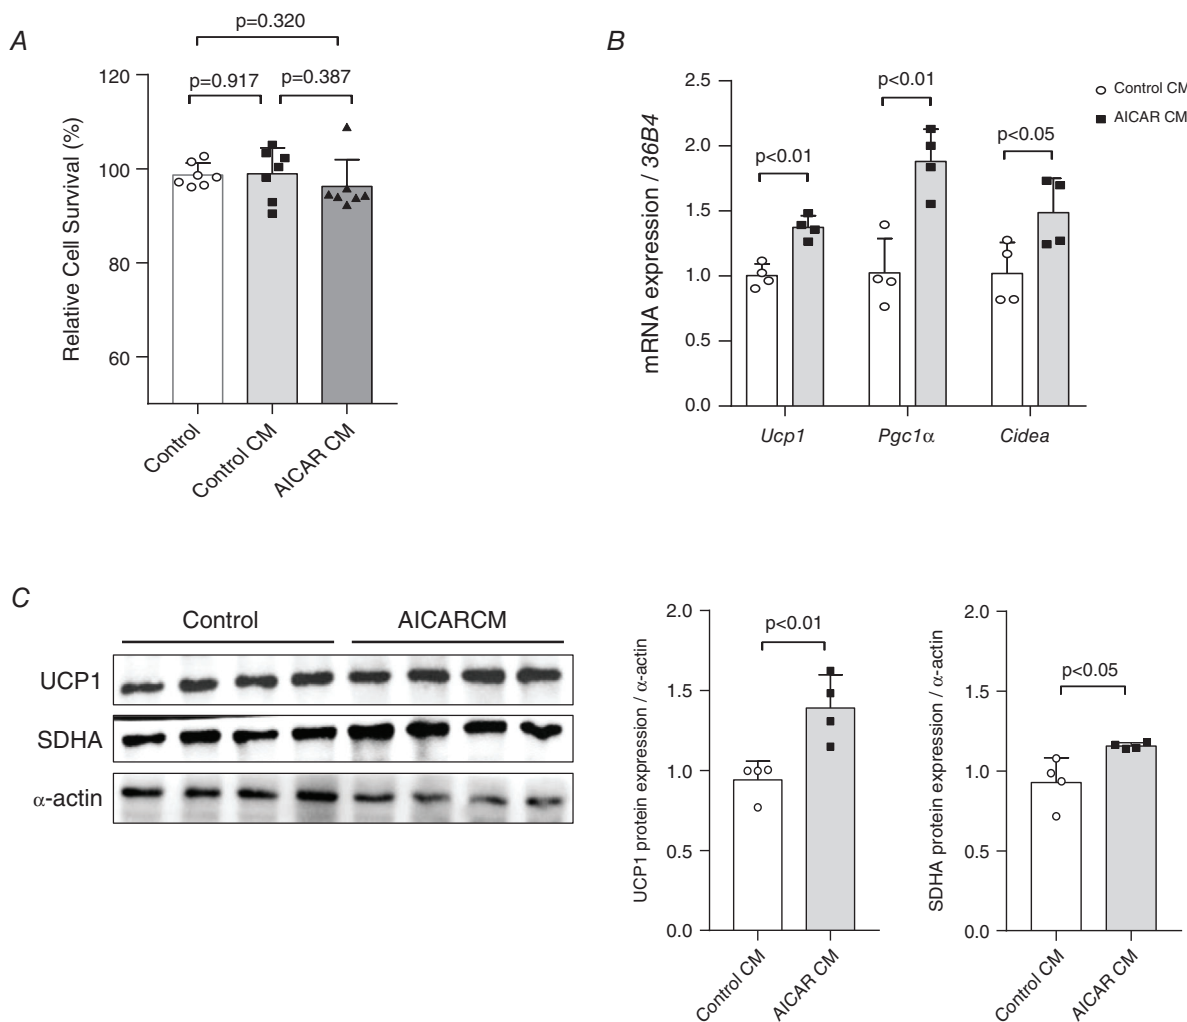 A
p=0.320
p=0.917
p=0.387
120
100
80
60
Relative Cell Survival (%)
Control
Control CM
AICAR CM
B
p<0.01
p<0.01
p<0.05
2.5
2.0
1.5
1.0
0.5
0.0
mRNA expression / 36B4
Ucp1
Pgc1α
Cidea
Control CM
AICAR CM
C
Control
AICARCM
UCP1
SDHA
α-actin
p<0.01
2.0
1.5
1.0
0.5
0.0
UCP1 protein expression / α-actin
Control CM
AICAR CM
p<0.05
2.0
1.5
1.0
0.5
0.0
SDHA protein expression / α-actin
Control CM
AICAR CM